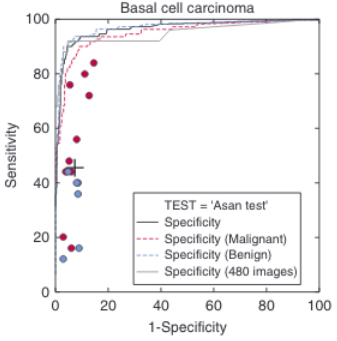 Basal cell carcinoma
100
80
60
40
20
0
Sensitivity
TEST = 'Asan test'
Specificity
Specificity (Malignant)
Specificity (Benign)
Specificity (480 images)
0 20 40 60 80 100
1-Specificity